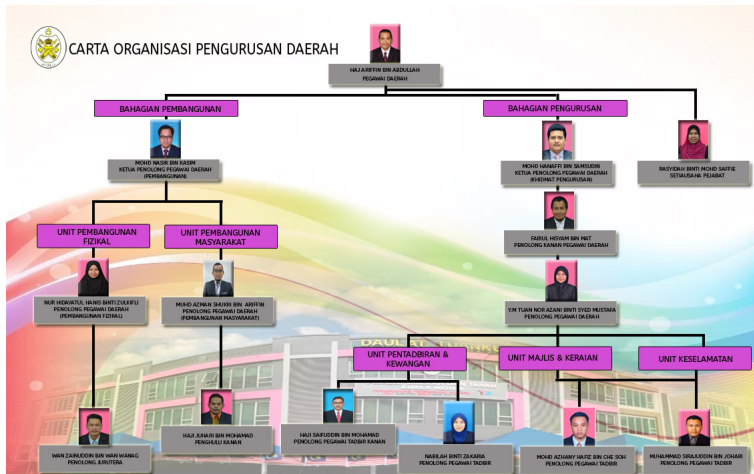 CARTA ORGANISASI PENGURUSAN DAERAH
HAJ ARIFFIN BIN ABDULLAH
PEGAWAI DAERAH
BAHAGIAN PEMBANGUNAN
BAHAGIAN PENGURUSAN
MOHD NASIR BIN KASIM
KETUA PENOLONG PEGAWAI DAERAH
(PEMBANGUNAN)
MOHD HANAFFI BIN SAMSUDIN
KETUA PENOLONG PEGAWAI DAERAH
(KHIDMAT PENGURUSAN)
RASYIDAH BINTI MOHD SAFFIE
SETIAUSAHA PEJABAT
FAIRUL HISYAM BIN MAT
PENOLONG KANAN PEGAWAI DAERAH
UNIT PEMBANGUNAN
FIZIKAL
UNIT PEMBANGUNAN
MASYARAKAT
NUR HIDAYATUL HANIS BINTI ZULKIFLI
PENOLONG PEGAWAI DAERAH
(PEMBANGUNAN FIZIKAL)
MUHD AZMAN SHUKRI BIN ARIFFIN
PENOLONG PEGAWAI DAERAH
(PEMBANGUNAN MASYARAKAT)
Y.M TUAN NOR AZANI BINTI SYED MUSTAFA
PENOLONG PEGAWAI DAERAH
DAULAT TUANKU
UNIT PENTADBIRAN &
KEWANGAN
UNIT MAJLIS & KERAIAN
UNIT KESELAMATAN
WAN ZAINUDDIN BIN WAN WANAG
PENOLONG JURUTERA
HAJI JUHARI BIN MOHAMAD
PENGHULU KANAN
HAJI SAIFUDDIN BIN MOHAMAD
PENOLONG PEGAWAI TADBIR KANAN
NABILAH BINTI ZAKARIA
PENOLONG PEGAWAI TADBIR
MOHD AZHANY HAFIZ BIN CHE SOH
PENOLONG PEGAWAI TADBIR
MUHAMMAD SIRAJUDDIN BIN JOHARI
PENOLONG PEGAWAI TADBIR